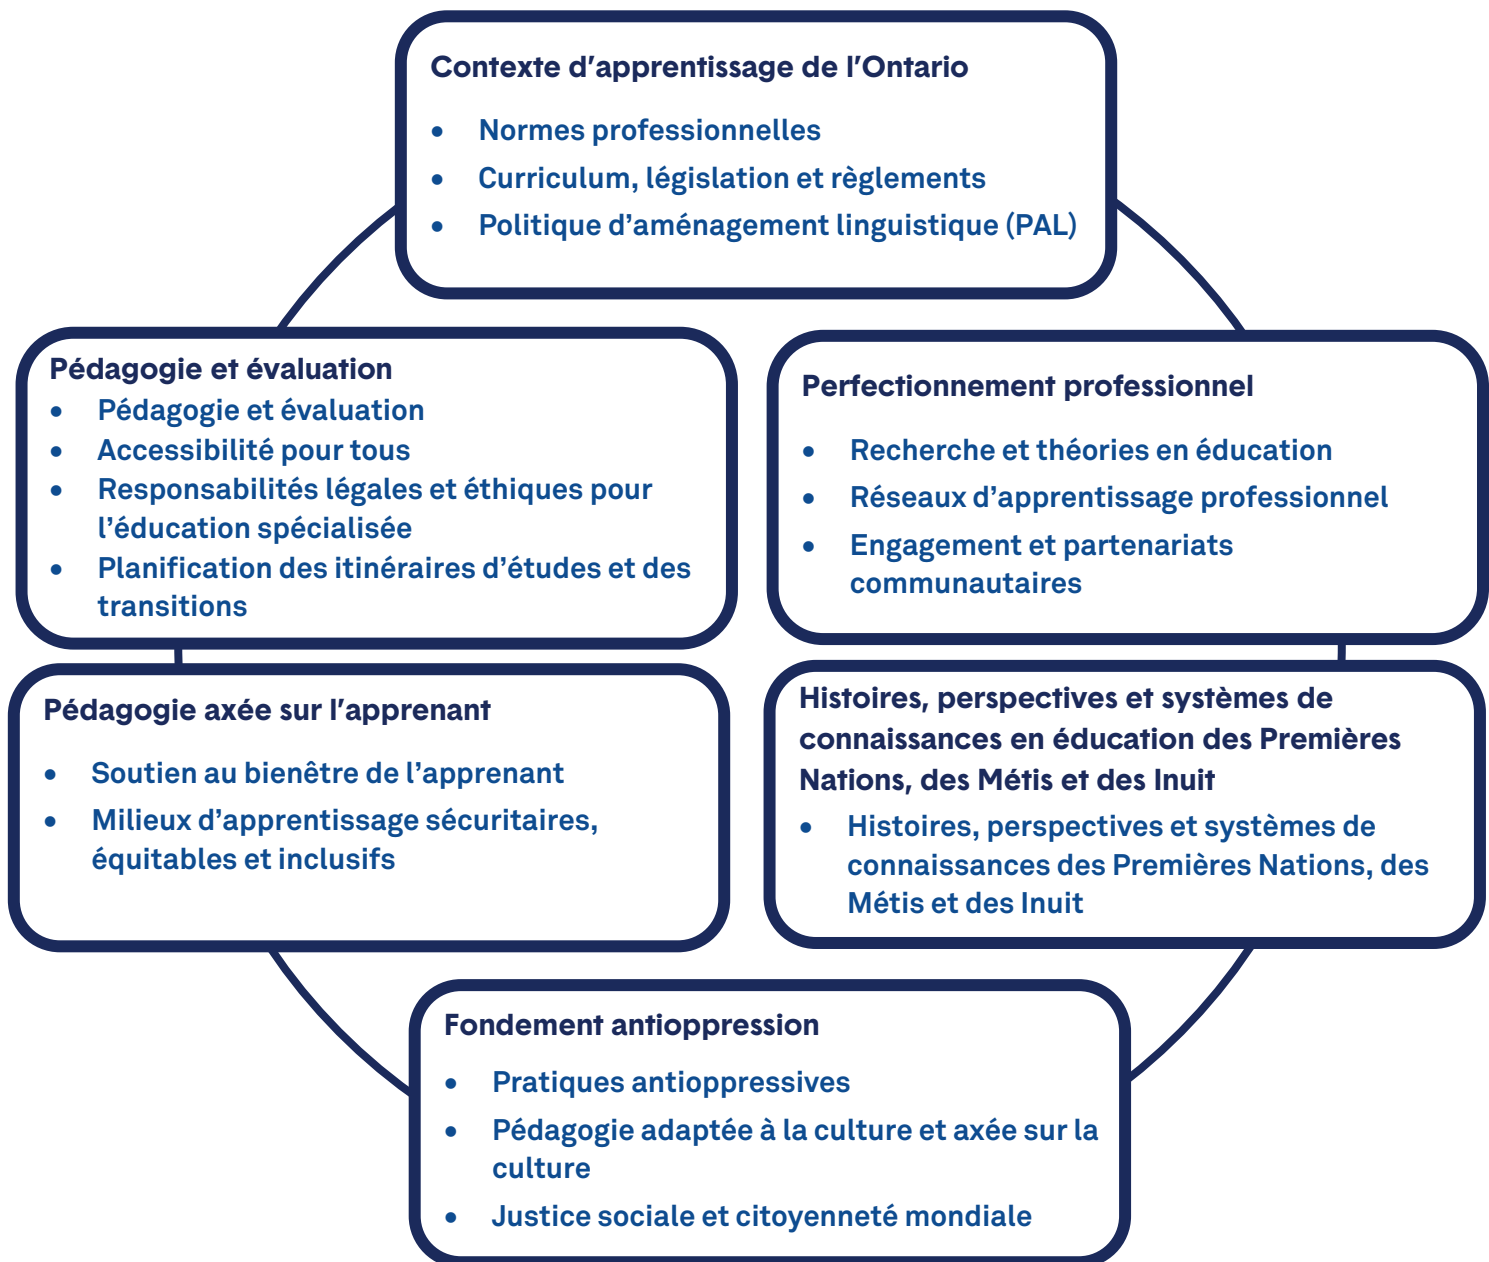 Contexte d'apprentissage de l'Ontario
• Normes professionnelles
• Curriculum, législation et règlements
• Politique d'aménagement linguistique (PAL)
Pédagogie et évaluation
• Pédagogie et évaluation
• Accessibilité pour tous
• Responsabilités légales et éthiques pour
l'éducation spécialisée
• Planification des itinéraires d'études et des
transitions
Perfectionnement professionnel
• Recherche et théories en éducation
• Réseaux d'apprentissage professionnel
• Engagement et partenariats
communautaires
Pédagogie axée sur l'apprenant
• Soutien au bienêtre de l'apprenant
• Milieux d'apprentissage sécuritaires,
équitables et inclusifs
Histoires, perspectives et systèmes de
connaissances en éducation des Premières
Nations, des Métis et des Inuit
• Histoires, perspectives et systèmes de
connaissances des Premières Nations, des
Métis et des Inuit
Fondement antioppression
• Pratiques antioppressives
• Pédagogie adaptée à la culture et axée sur la
culture
• Justice sociale et citoyenneté mondiale